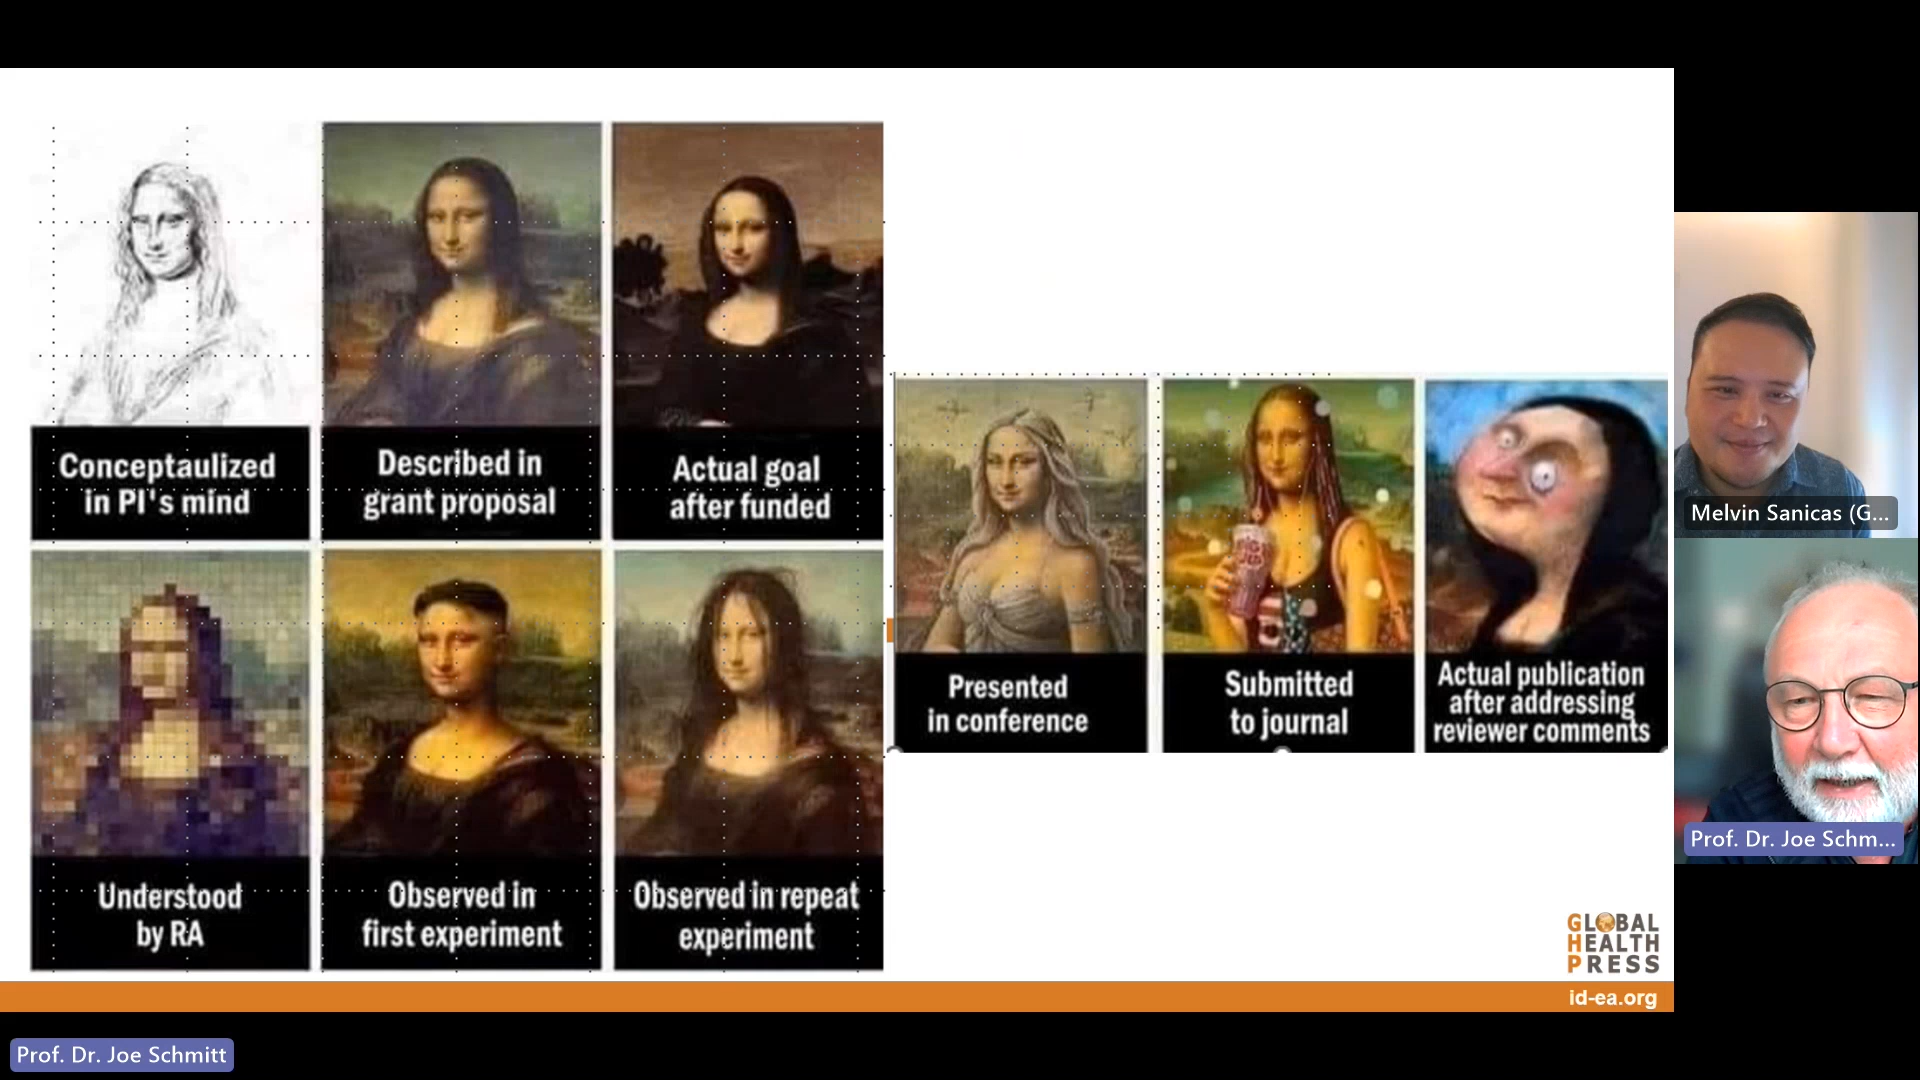 Conceptaulized
in PI's mind
Described in
grant proposal
Actual goal
after funded
Understood
by RA
Observed in
first experiment
Observed in repeat
experiment
Presented
in conference
Submitted
to journal
Actual publication
after addressing
reviewer comments
GLOBAL
HEALTH
PRESS
id-ea.org
Melvin Sanicas (G...
Prof. Dr. Joe Schm...
Prof. Dr. Joe Schmitt